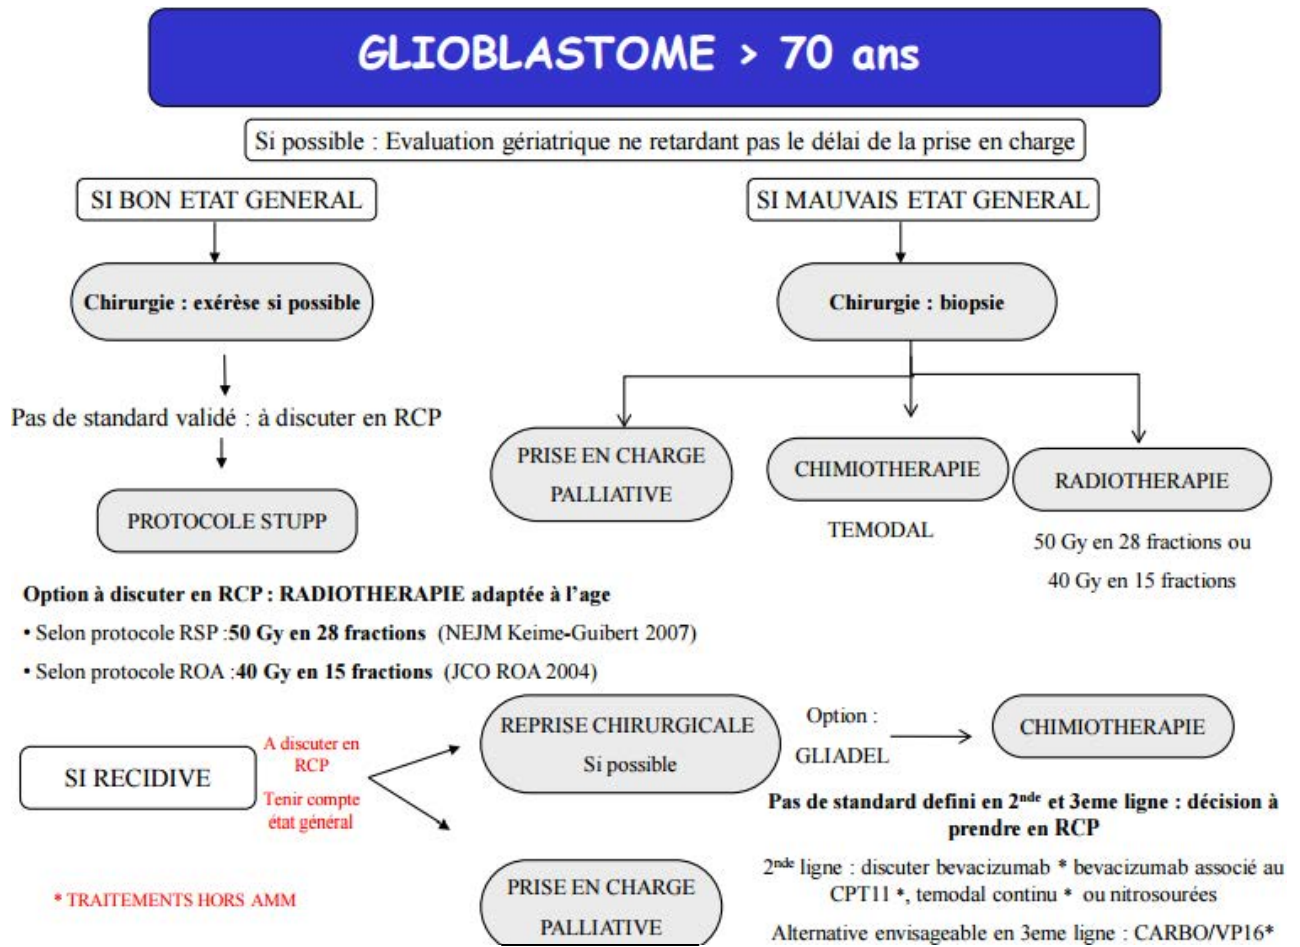 GLIOBLASTOME > 70 ans
Si possible : Evaluation gériatrique ne retardant pas le délai de la prise en charge
SI BON ETAT GENERAL
SI MAUVAIS ETAT GENERAL
Chirurgie : exérèse si possible
Chirurgie : biopsie
Pas de standard validé : à discuter en RCP
PROTOCOLE STUPP
PRISE EN CHARGE
PALLIATIVE
CHIMIOTHERAPIE
TEMODAL
RADIOTHERAPIE
50 Gy en 28 fractions ou
40 Gy en 15 fractions
Option à discuter en RCP : RADIOTHERAPIE adaptée à l’age
• Selon protocole RSP :50 Gy en 28 fractions (NEJM Keime-Guibert 2007)
• Selon protocole ROA :40 Gy en 15 fractions (JCO ROA 2004)
SI RECIDIVE
A discuter en
RCP
Tenir compte
état général
REPRISE CHIRURGICALE
Si possible
Option :
GLIADEL
CHIMIOTHERAPIE
Pas de standard defini en 2nde et 3eme ligne : décision à
prendre en RCP
2nde ligne : discuter bevacizumab * bevacizumab associé au
CPT11 *, temodal continu * ou nitrosourées
Alternative envisageable en 3eme ligne : CARBO/VP16*
PRISE EN CHARGE
PALLIATIVE
* TRAITEMENTS HORS AMM